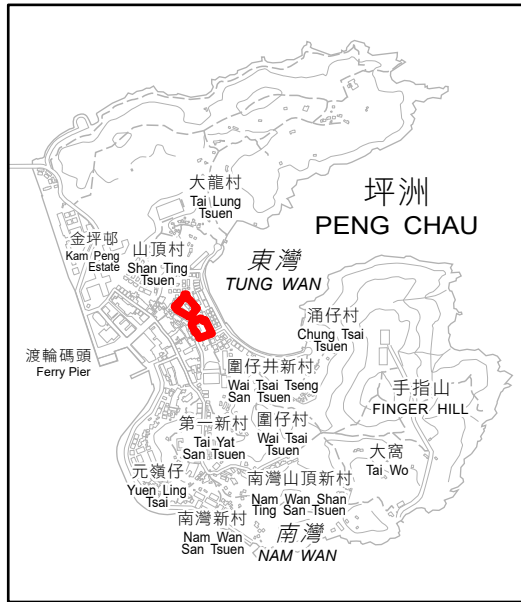 坪洲
PENG CHAU
大龍村
Tai Lung
Tsuen
金坪邨
Kam Peng
Estate
山頂村
Shan Ting
Tsuen
東灣
TUNG WAN
涌仔村
Chung Tsai
Tsuen
渡輪碼頭
Ferry Pier
圍仔井新村
Wai Tsai Tseng
San Tsuen
手指山
FINGER HILL
第一新村
Tai Yat
San Tsuen
圍仔村
Wai Tsai
Tsuen
大窩
Tai Wo
元嶺仔
Yuen Ling
Tsai
南灣山頂新村
Nam Wan Shan
Ting San Tsuen
南灣新村
Nam Wan
San Tsuen
南灣
NAM WAN